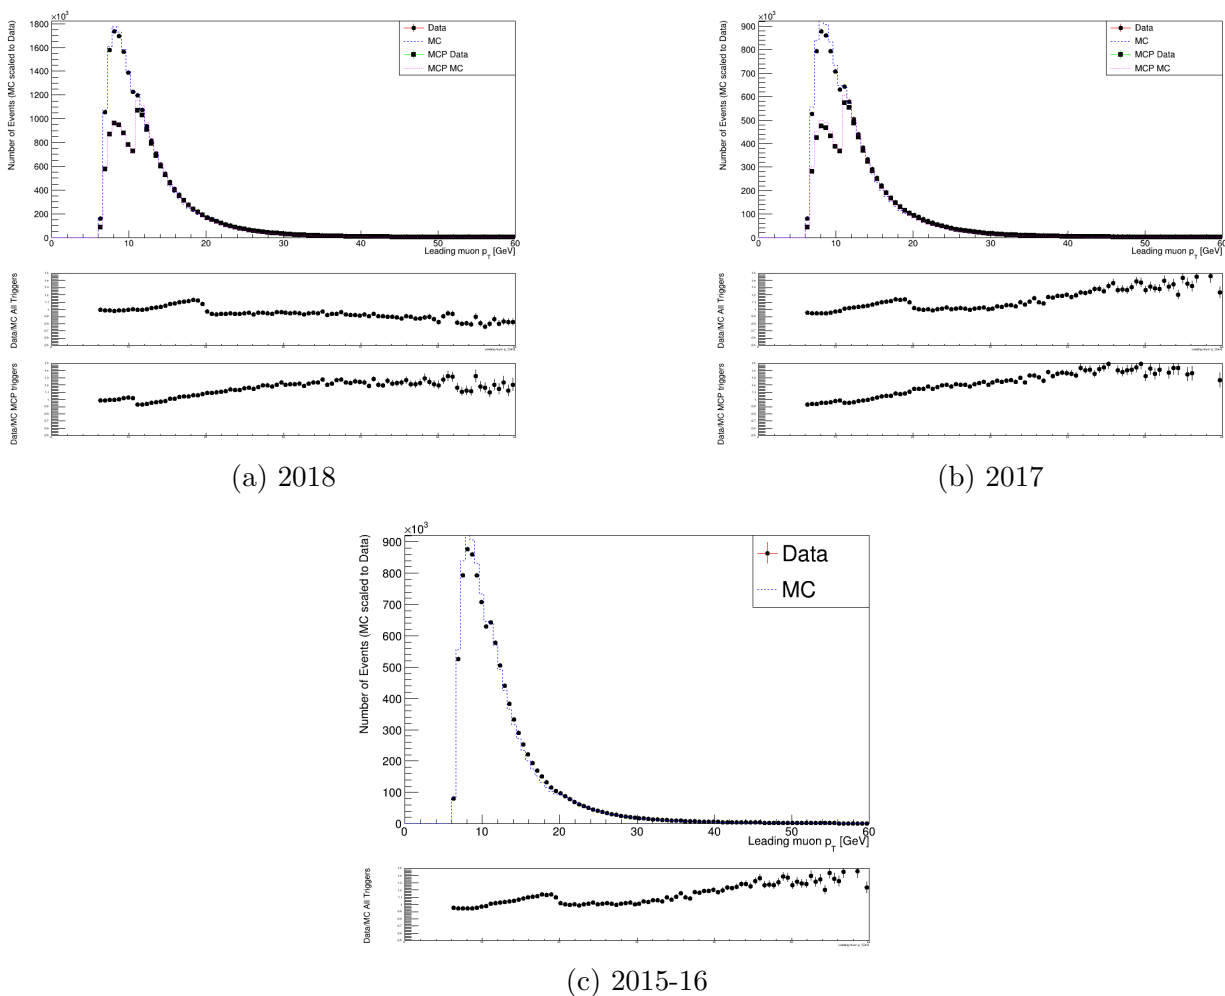 ×10³
Number of Events (MC scaled to Data)
1800
1600
1400
1200
1000
800
600
400
200
0
Data
MC
MCP Data
MCP MC
0 10 20 30 40 50 60
Leading muon p_T [GeV]
Data/MC All Triggers
Data/MC MCP triggers
(a) 2018
×10³
Number of Events (MC scaled to Data)
900
800
700
600
500
400
300
200
100
0
Data
MC
MCP Data
MCP MC
0 10 20 30 40 50 60
Leading muon p_T [GeV]
Data/MC All Triggers
Data/MC MCP triggers
(b) 2017
×10³
Number of Events (MC scaled to Data)
900
800
700
600
500
400
300
200
100
0
Data
MC
0 10 20 30 40 50 60
Leading muon p_T [GeV]
Data/MC All Triggers
(c) 2015-16